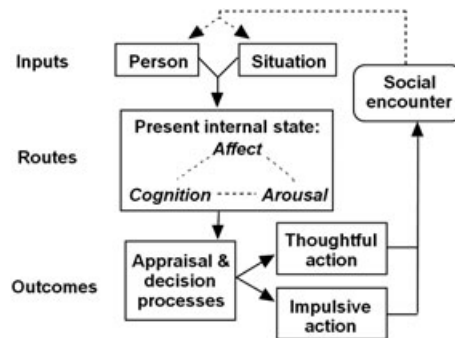 Inputs
Person
Situation
Social
encounter
Routes
Present internal state:
Affect
Cognition
Arousal
Outcomes
Appraisal &
decision
processes
Thoughtful
action
Impulsive
action